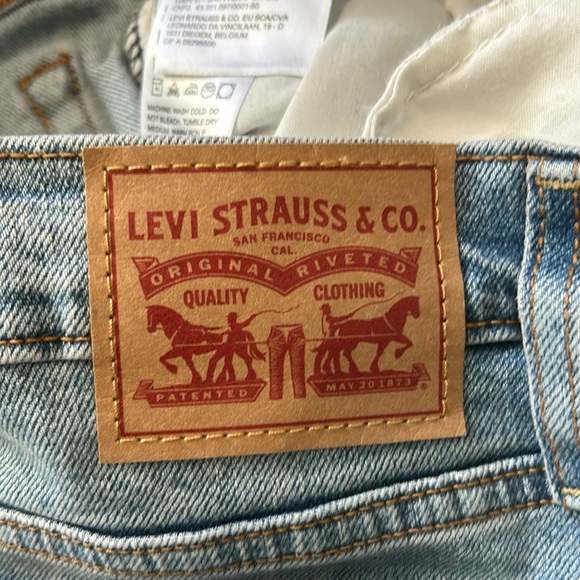 LEVI STRAUSS & CO. EU BCA/CVA
LEONARDO DA VINCILAAN, 19 - D
1831 DIEGEM, BELGIUM
MACHINE WASH COLD. DO
NOT BLEACH. TUMBLE DRY
LEVI STRAUSS & CO.
SAN FRANCISCO
CAL.
ORIGINAL RIVETED
QUALITY CLOTHING
PATENTED MAY 20 1873 ®